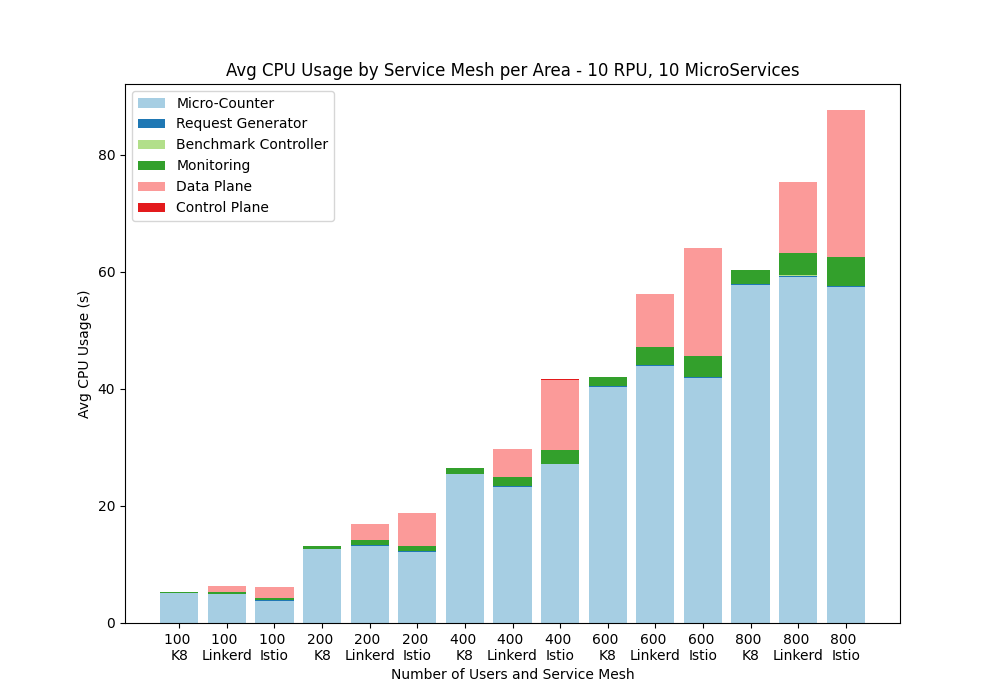 Avg CPU Usage by Service Mesh per Area - 10 RPU, 10 MicroServices
Micro-Counter
Request Generator
Benchmark Controller
Monitoring
Data Plane
Control Plane
Avg CPU Usage (s)
80
60
40
20
0
100 100 100 200 200 200 400 400 400 600 600 600 800 800 800
K8 Linkerd Istio K8 Linkerd Istio K8 Linkerd Istio K8 Linkerd Istio K8 Linkerd Istio
Number of Users and Service Mesh